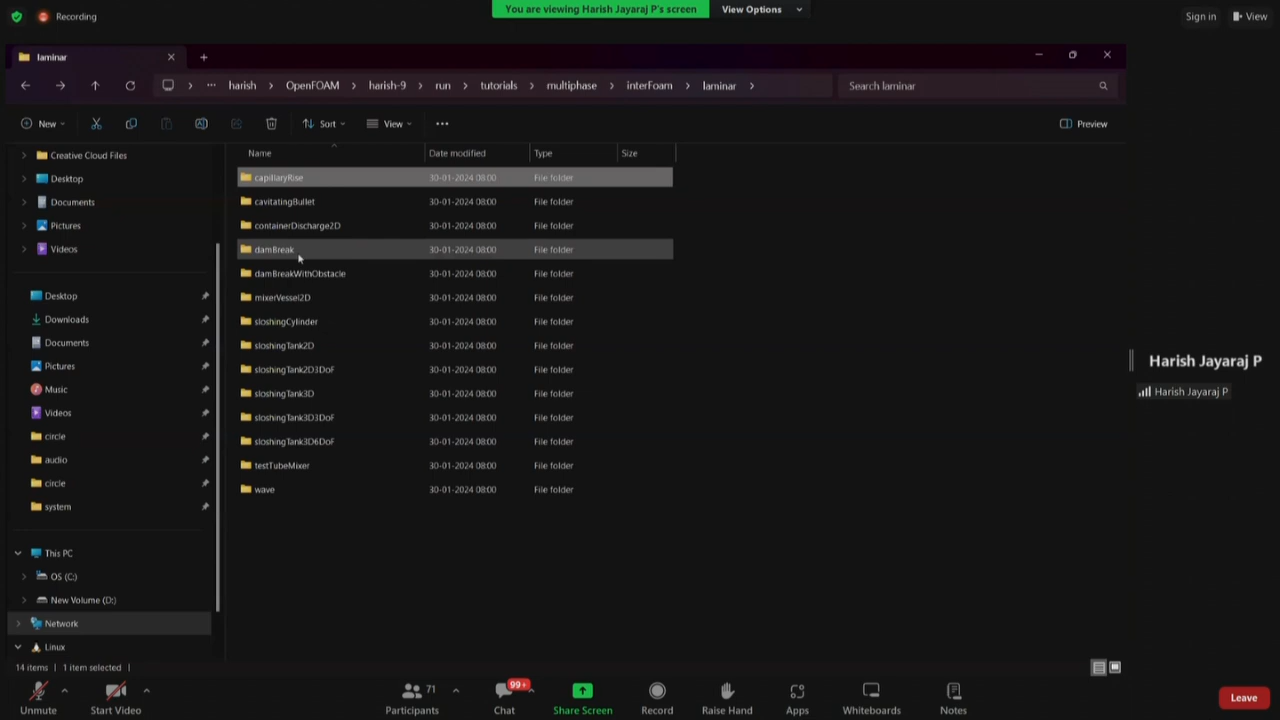 You are viewing Harish Jayaraj P's screen
View Options
Recording
Sign in
View
laminar
harish
OpenFOAM
harish-9
run
tutorials
multiphase
interFoam
laminar
Search laminar
New
Sort
View
Preview
Name
Date modified
Type
Size
Creative Cloud Files
Desktop
Documents
Pictures
Videos
Desktop
Downloads
Documents
Pictures
Music
Videos
circle
audio
circle
system
This PC
OS (C:)
New Volume (D:)
Network
Linux
capillaryRise 30-01-2024 08:00 File folder
cavitatingBullet 30-01-2024 08:00 File folder
containerDischarge2D 30-01-2024 08:00 File folder
damBreak 30-01-2024 08:00 File folder
damBreakWithObstacle 30-01-2024 08:00 File folder
mixerVessel2D 30-01-2024 08:00 File folder
sloshingCylinder 30-01-2024 08:00 File folder
sloshingTank2D 30-01-2024 08:00 File folder
sloshingTank2D3DoF 30-01-2024 08:00 File folder
sloshingTank3D 30-01-2024 08:00 File folder
sloshingTank3D3DoF 30-01-2024 08:00 File folder
sloshingTank3D6DoF 30-01-2024 08:00 File folder
testTubeMixer 30-01-2024 08:00 File folder
wave 30-01-2024 08:00 File folder
Harish Jayaraj P
Harish Jayaraj P
14 items
1 item selected
Unmute
Start Video
71
Participants
99+
Chat
Share Screen
Record
Raise Hand
Apps
Whiteboards
Notes
Leave